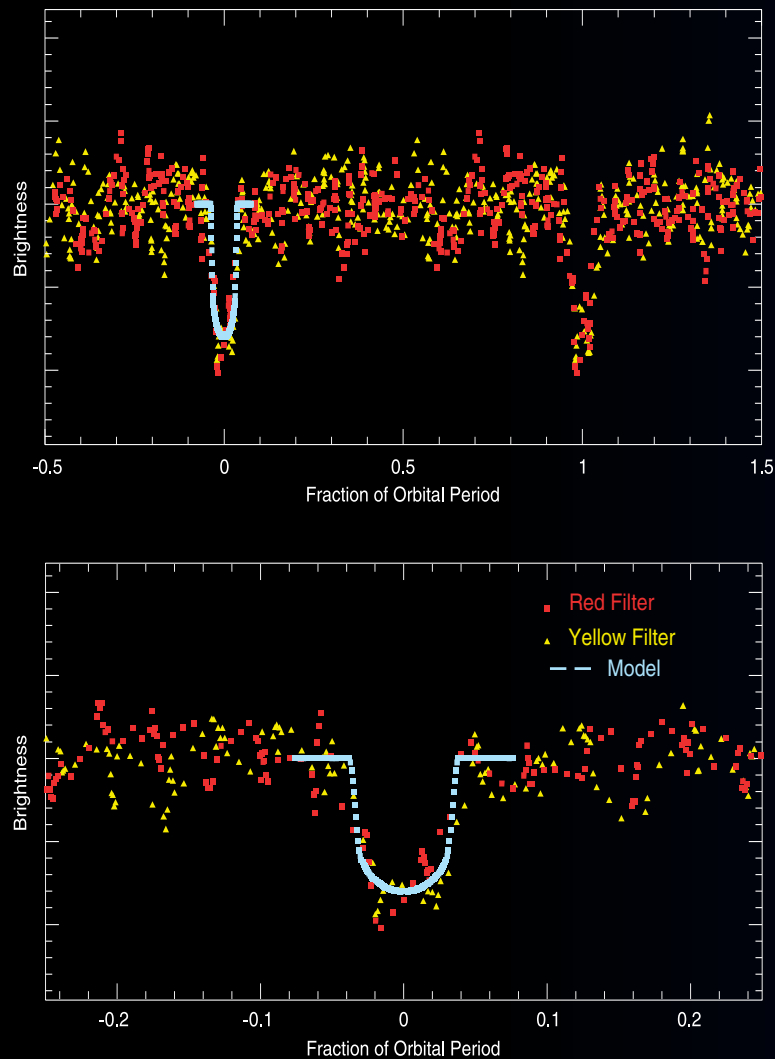 Brightness
-0.5 0 0.5 1 1.5
Fraction of Orbital Period
Red Filter
Yellow Filter
Model
Brightness
-0.2 -0.1 0 0.1 0.2
Fraction of Orbital Period